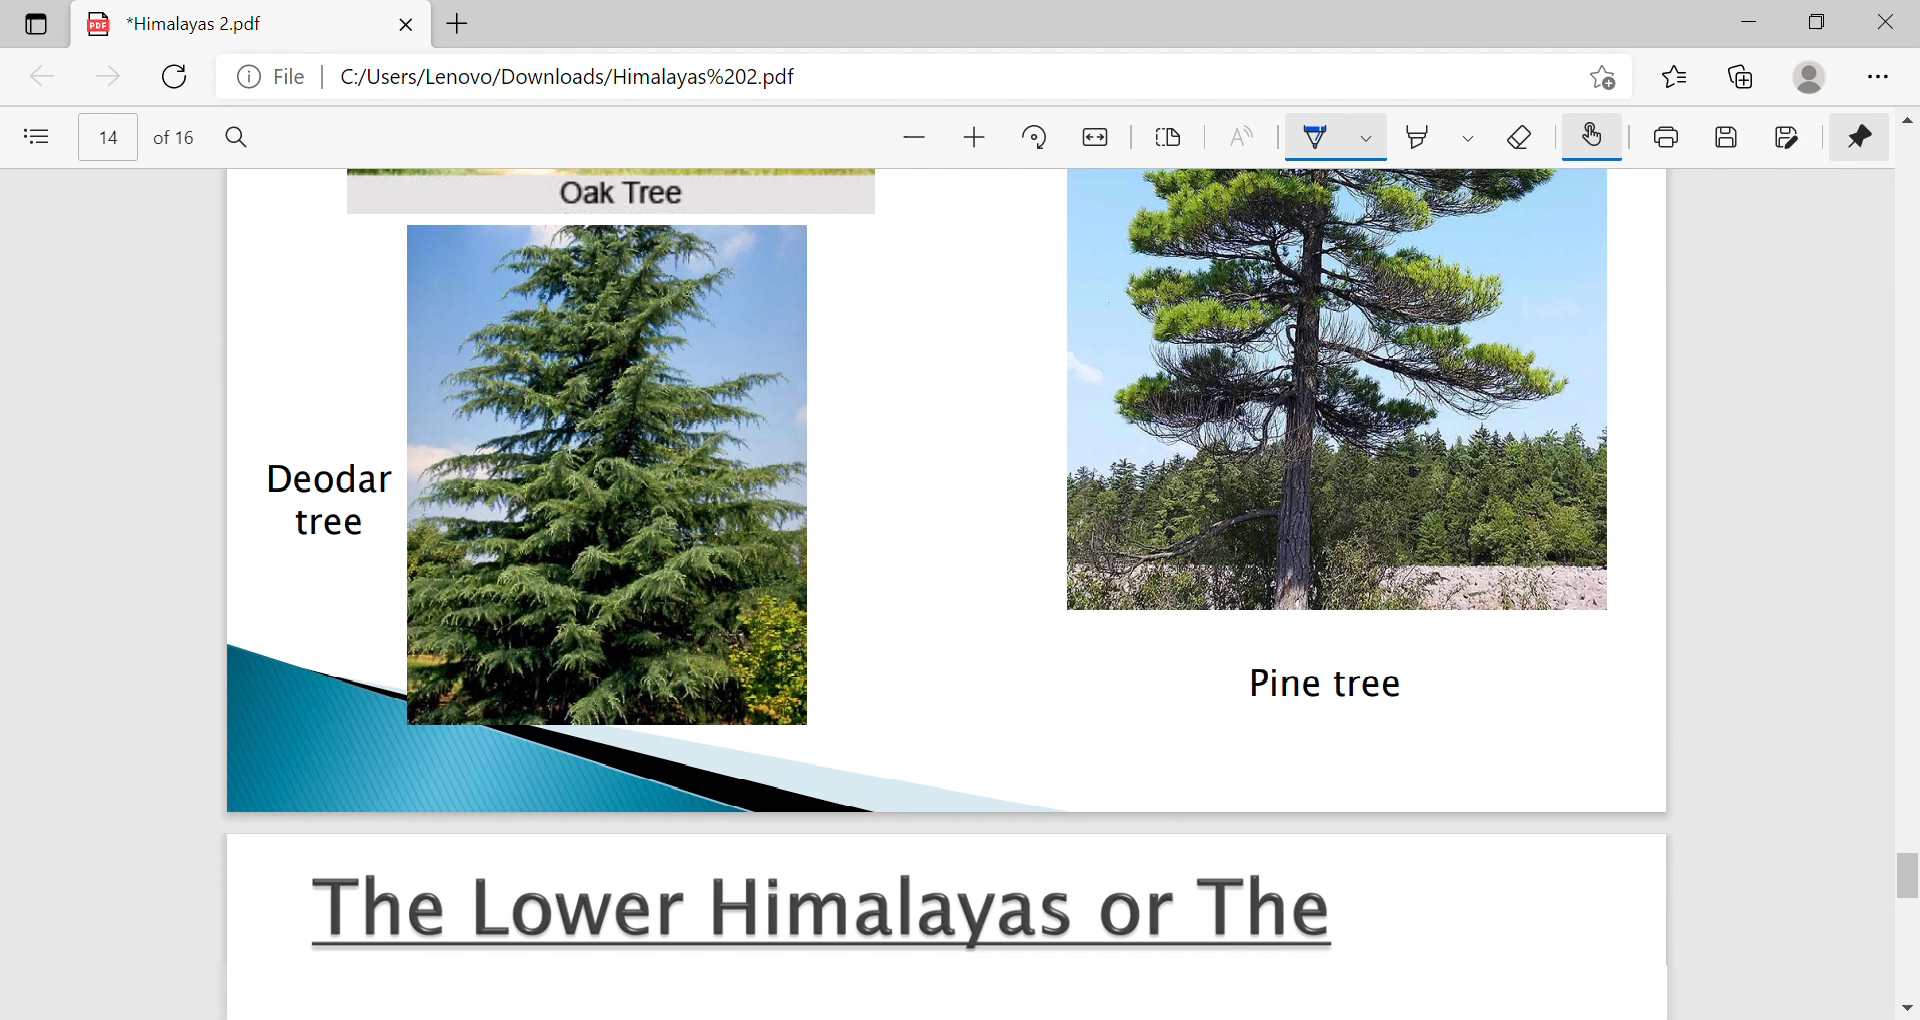 *Himalayas 2.pdf
File
C:/Users/Lenovo/Downloads/Himalayas%202.pdf
14 of 16
Oak Tree
Deodar
tree
Pine tree
The Lower Himalayas or The